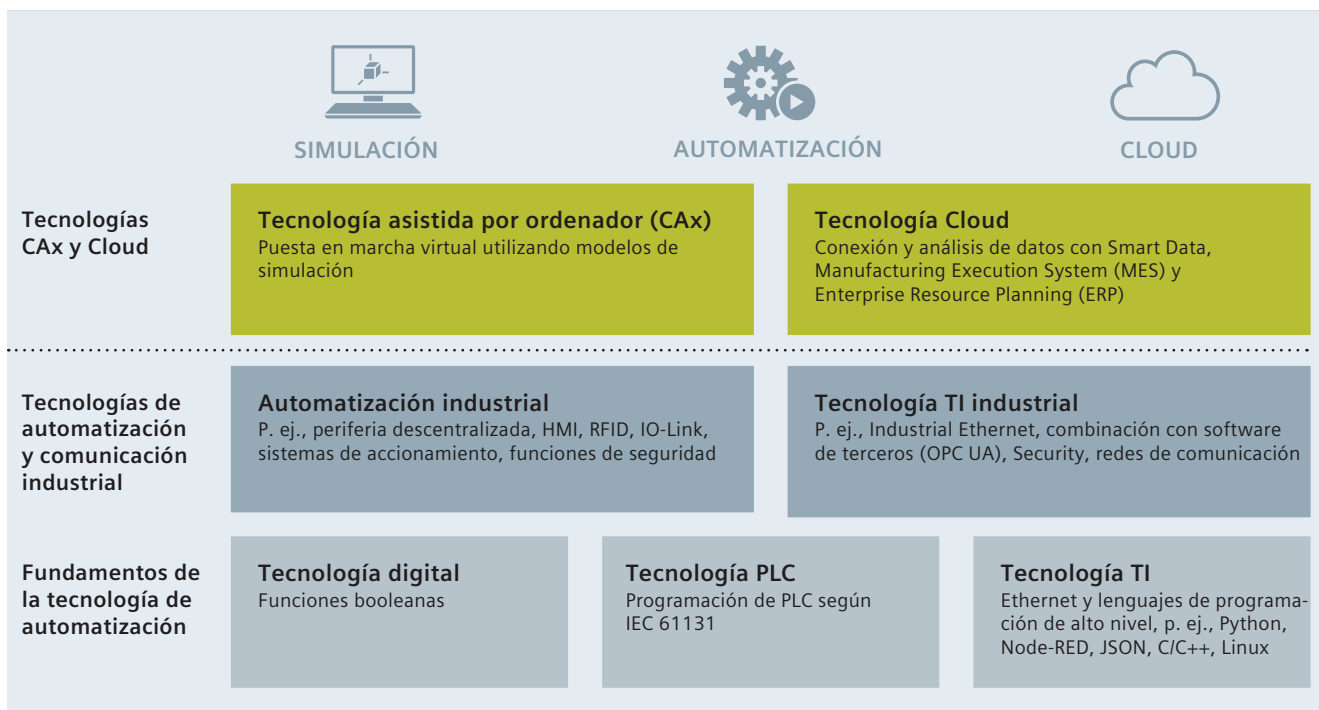 SIMULACIÓN
AUTOMATIZACIÓN
CLOUD
Tecnologías
CAx y Cloud
Tecnología asistida por ordenador (CAx)
Puesta en marcha virtual utilizando modelos de
simulación
Tecnología Cloud
Conexión y análisis de datos con Smart Data,
Manufacturing Execution System (MES) y
Enterprise Resource Planning (ERP)
Tecnologías de
automatización
y comunicación
industrial
Automatización industrial
P. ej., periferia descentralizada, HMI, RFID, IO-Link,
sistemas de accionamiento, funciones de seguridad
Tecnología TI industrial
P. ej., Industrial Ethernet, combinación con software
de terceros (OPC UA), Security, redes de comunicación
Fundamentos de
la tecnología de
automatización
Tecnología digital
Funciones booleanas
Tecnología PLC
Programación de PLC según
IEC 61131
Tecnología TI
Ethernet y lenguajes de programa-
ción de alto nivel, p. ej., Python,
Node-RED, JSON, C/C++, Linux